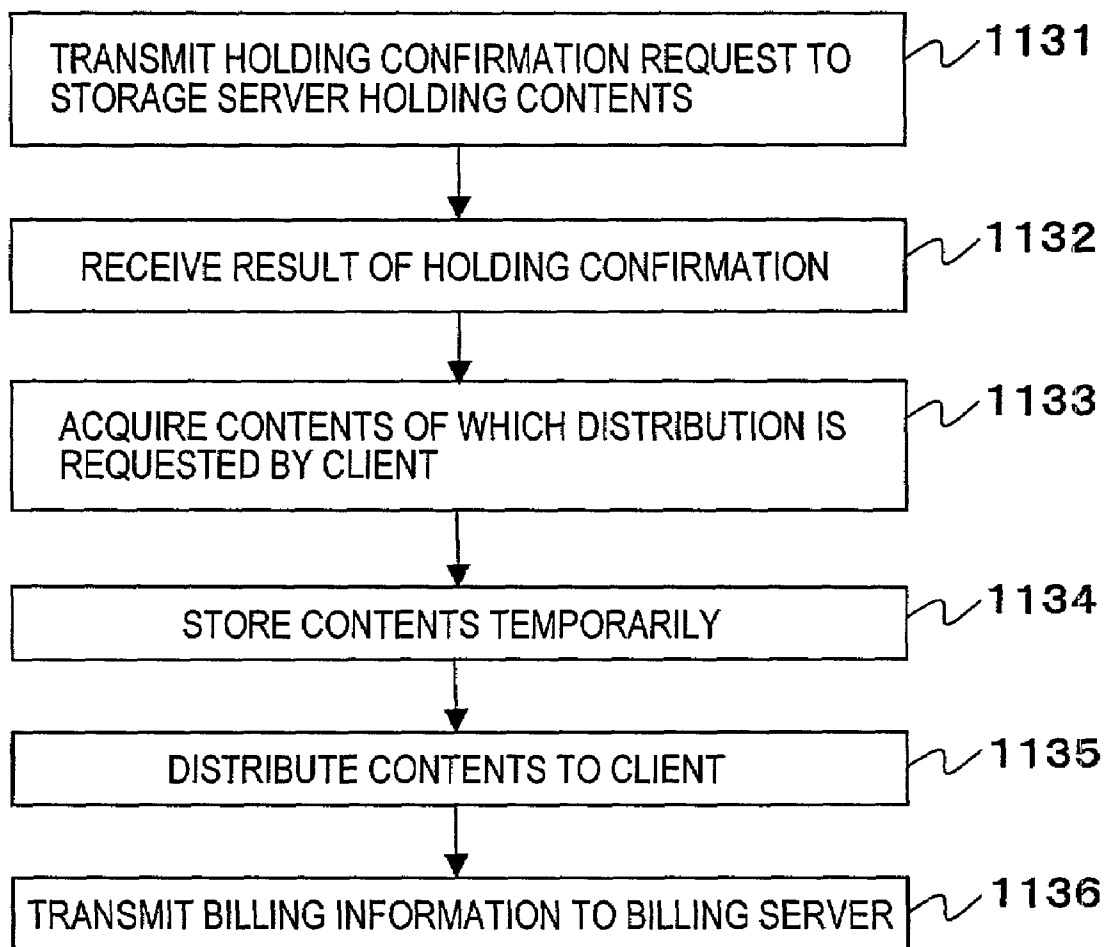 TRANSMIT HOLDING CONFIRMATION REQUEST TO
STORAGE SERVER HOLDING CONTENTS
1131
RECEIVE RESULT OF HOLDING CONFIRMATION
1132
ACQUIRE CONTENTS OF WHICH DISTRIBUTION IS
REQUESTED BY CLIENT
1133
STORE CONTENTS TEMPORARILY
1134
DISTRIBUTE CONTENTS TO CLIENT
1135
TRANSMIT BILLING INFORMATION TO BILLING SERVER
1136